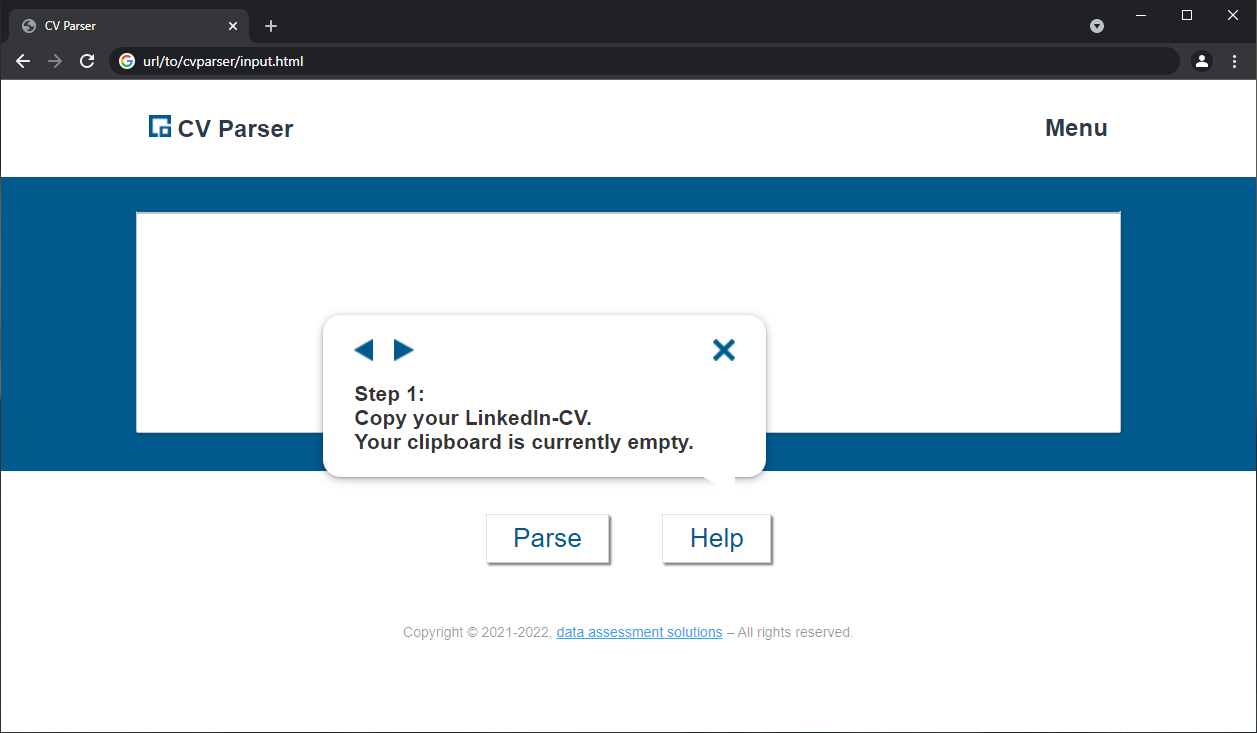 CV Parser
url/to/cvparser/input.html
CV Parser
Menu
Step 1:
Copy your LinkedIn-CV.
Your clipboard is currently empty.
Parse
Help
Copyright © 2021-2022, data assessment solutions – All rights reserved.